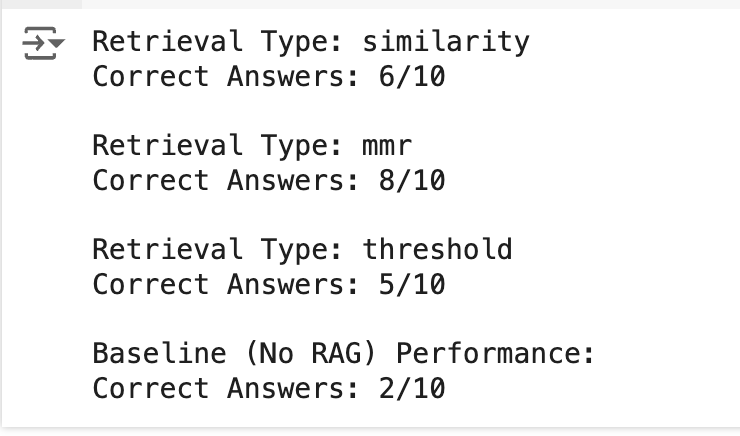 Retrieval Type: similarity
Correct Answers: 6/10
Retrieval Type: mmr
Correct Answers: 8/10
Retrieval Type: threshold
Correct Answers: 5/10
Baseline (No RAG) Performance:
Correct Answers: 2/10